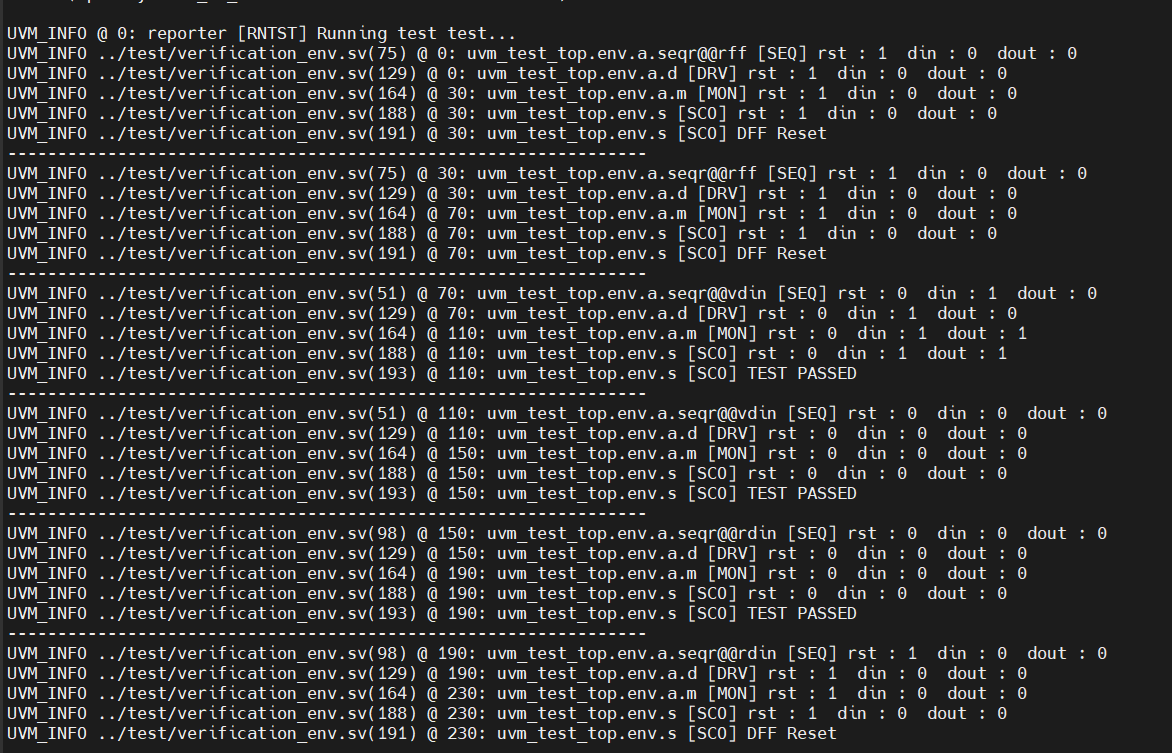 UVM_INFO @ 0: reporter [RNTST] Running test test...
UVM_INFO ../test/verification_env.sv(75) @ 0: uvm_test_top.env.a.seqr@@rff [SEQ] rst : 1  din : 0  dout : 0
UVM_INFO ../test/verification_env.sv(129) @ 0: uvm_test_top.env.a.d [DRV] rst : 1  din : 0  dout : 0
UVM_INFO ../test/verification_env.sv(164) @ 30: uvm_test_top.env.a.m [MON] rst : 1  din : 0  dout : 0
UVM_INFO ../test/verification_env.sv(188) @ 30: uvm_test_top.env.s [SCO] rst : 1  din : 0  dout : 0
UVM_INFO ../test/verification_env.sv(191) @ 30: uvm_test_top.env.s [SCO] DFF Reset
----------------------------------------------------------------
UVM_INFO ../test/verification_env.sv(75) @ 30: uvm_test_top.env.a.seqr@@rff [SEQ] rst : 1  din : 0  dout : 0
UVM_INFO ../test/verification_env.sv(129) @ 30: uvm_test_top.env.a.d [DRV] rst : 1  din : 0  dout : 0
UVM_INFO ../test/verification_env.sv(164) @ 70: uvm_test_top.env.a.m [MON] rst : 1  din : 0  dout : 0
UVM_INFO ../test/verification_env.sv(188) @ 70: uvm_test_top.env.s [SCO] rst : 1  din : 0  dout : 0
UVM_INFO ../test/verification_env.sv(191) @ 70: uvm_test_top.env.s [SCO] DFF Reset
----------------------------------------------------------------
UVM_INFO ../test/verification_env.sv(51) @ 70: uvm_test_top.env.a.seqr@@vdin [SEQ] rst : 0  din : 1  dout : 0
UVM_INFO ../test/verification_env.sv(129) @ 70: uvm_test_top.env.a.d [DRV] rst : 0  din : 1  dout : 0
UVM_INFO ../test/verification_env.sv(164) @ 110: uvm_test_top.env.a.m [MON] rst : 0  din : 1  dout : 1
UVM_INFO ../test/verification_env.sv(188) @ 110: uvm_test_top.env.s [SCO] rst : 0  din : 1  dout : 1
UVM_INFO ../test/verification_env.sv(193) @ 110: uvm_test_top.env.s [SCO] TEST PASSED
----------------------------------------------------------------
UVM_INFO ../test/verification_env.sv(51) @ 110: uvm_test_top.env.a.seqr@@vdin [SEQ] rst : 0  din : 0  dout : 0
UVM_INFO ../test/verification_env.sv(129) @ 110: uvm_test_top.env.a.d [DRV] rst : 0  din : 0  dout : 0
UVM_INFO ../test/verification_env.sv(164) @ 150: uvm_test_top.env.a.m [MON] rst : 0  din : 0  dout : 0
UVM_INFO ../test/verification_env.sv(188) @ 150: uvm_test_top.env.s [SCO] rst : 0  din : 0  dout : 0
UVM_INFO ../test/verification_env.sv(193) @ 150: uvm_test_top.env.s [SCO] TEST PASSED
----------------------------------------------------------------
UVM_INFO ../test/verification_env.sv(98) @ 150: uvm_test_top.env.a.seqr@@rdin [SEQ] rst : 0  din : 0  dout : 0
UVM_INFO ../test/verification_env.sv(129) @ 150: uvm_test_top.env.a.d [DRV] rst : 0  din : 0  dout : 0
UVM_INFO ../test/verification_env.sv(164) @ 190: uvm_test_top.env.a.m [MON] rst : 0  din : 0  dout : 0
UVM_INFO ../test/verification_env.sv(188) @ 190: uvm_test_top.env.s [SCO] rst : 0  din : 0  dout : 0
UVM_INFO ../test/verification_env.sv(193) @ 190: uvm_test_top.env.s [SCO] TEST PASSED
----------------------------------------------------------------
UVM_INFO ../test/verification_env.sv(98) @ 190: uvm_test_top.env.a.seqr@@rdin [SEQ] rst : 1  din : 0  dout : 0
UVM_INFO ../test/verification_env.sv(129) @ 190: uvm_test_top.env.a.d [DRV] rst : 1  din : 0  dout : 0
UVM_INFO ../test/verification_env.sv(164) @ 230: uvm_test_top.env.a.m [MON] rst : 1  din : 0  dout : 0
UVM_INFO ../test/verification_env.sv(188) @ 230: uvm_test_top.env.s [SCO] rst : 1  din : 0  dout : 0
UVM_INFO ../test/verification_env.sv(191) @ 230: uvm_test_top.env.s [SCO] DFF Reset